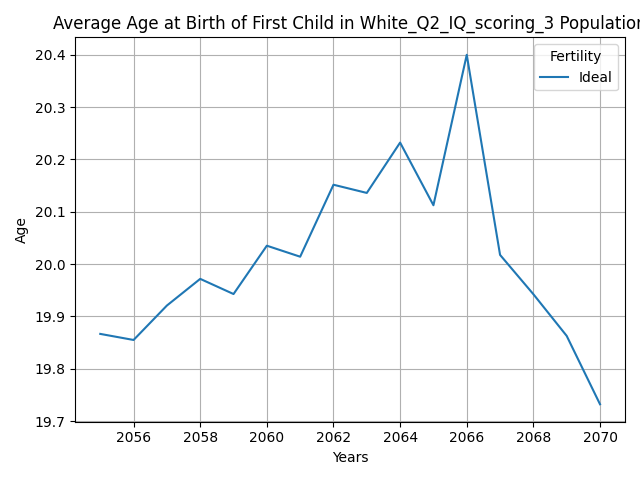 Average Age at Birth of First Child in White_Q2_IQ_scoring_3 Population
Fertility
Ideal
20.4
20.3
20.2
20.1
20.0
19.9
19.8
19.7
Age
2056 2058 2060 2062 2064 2066 2068 2070
Years